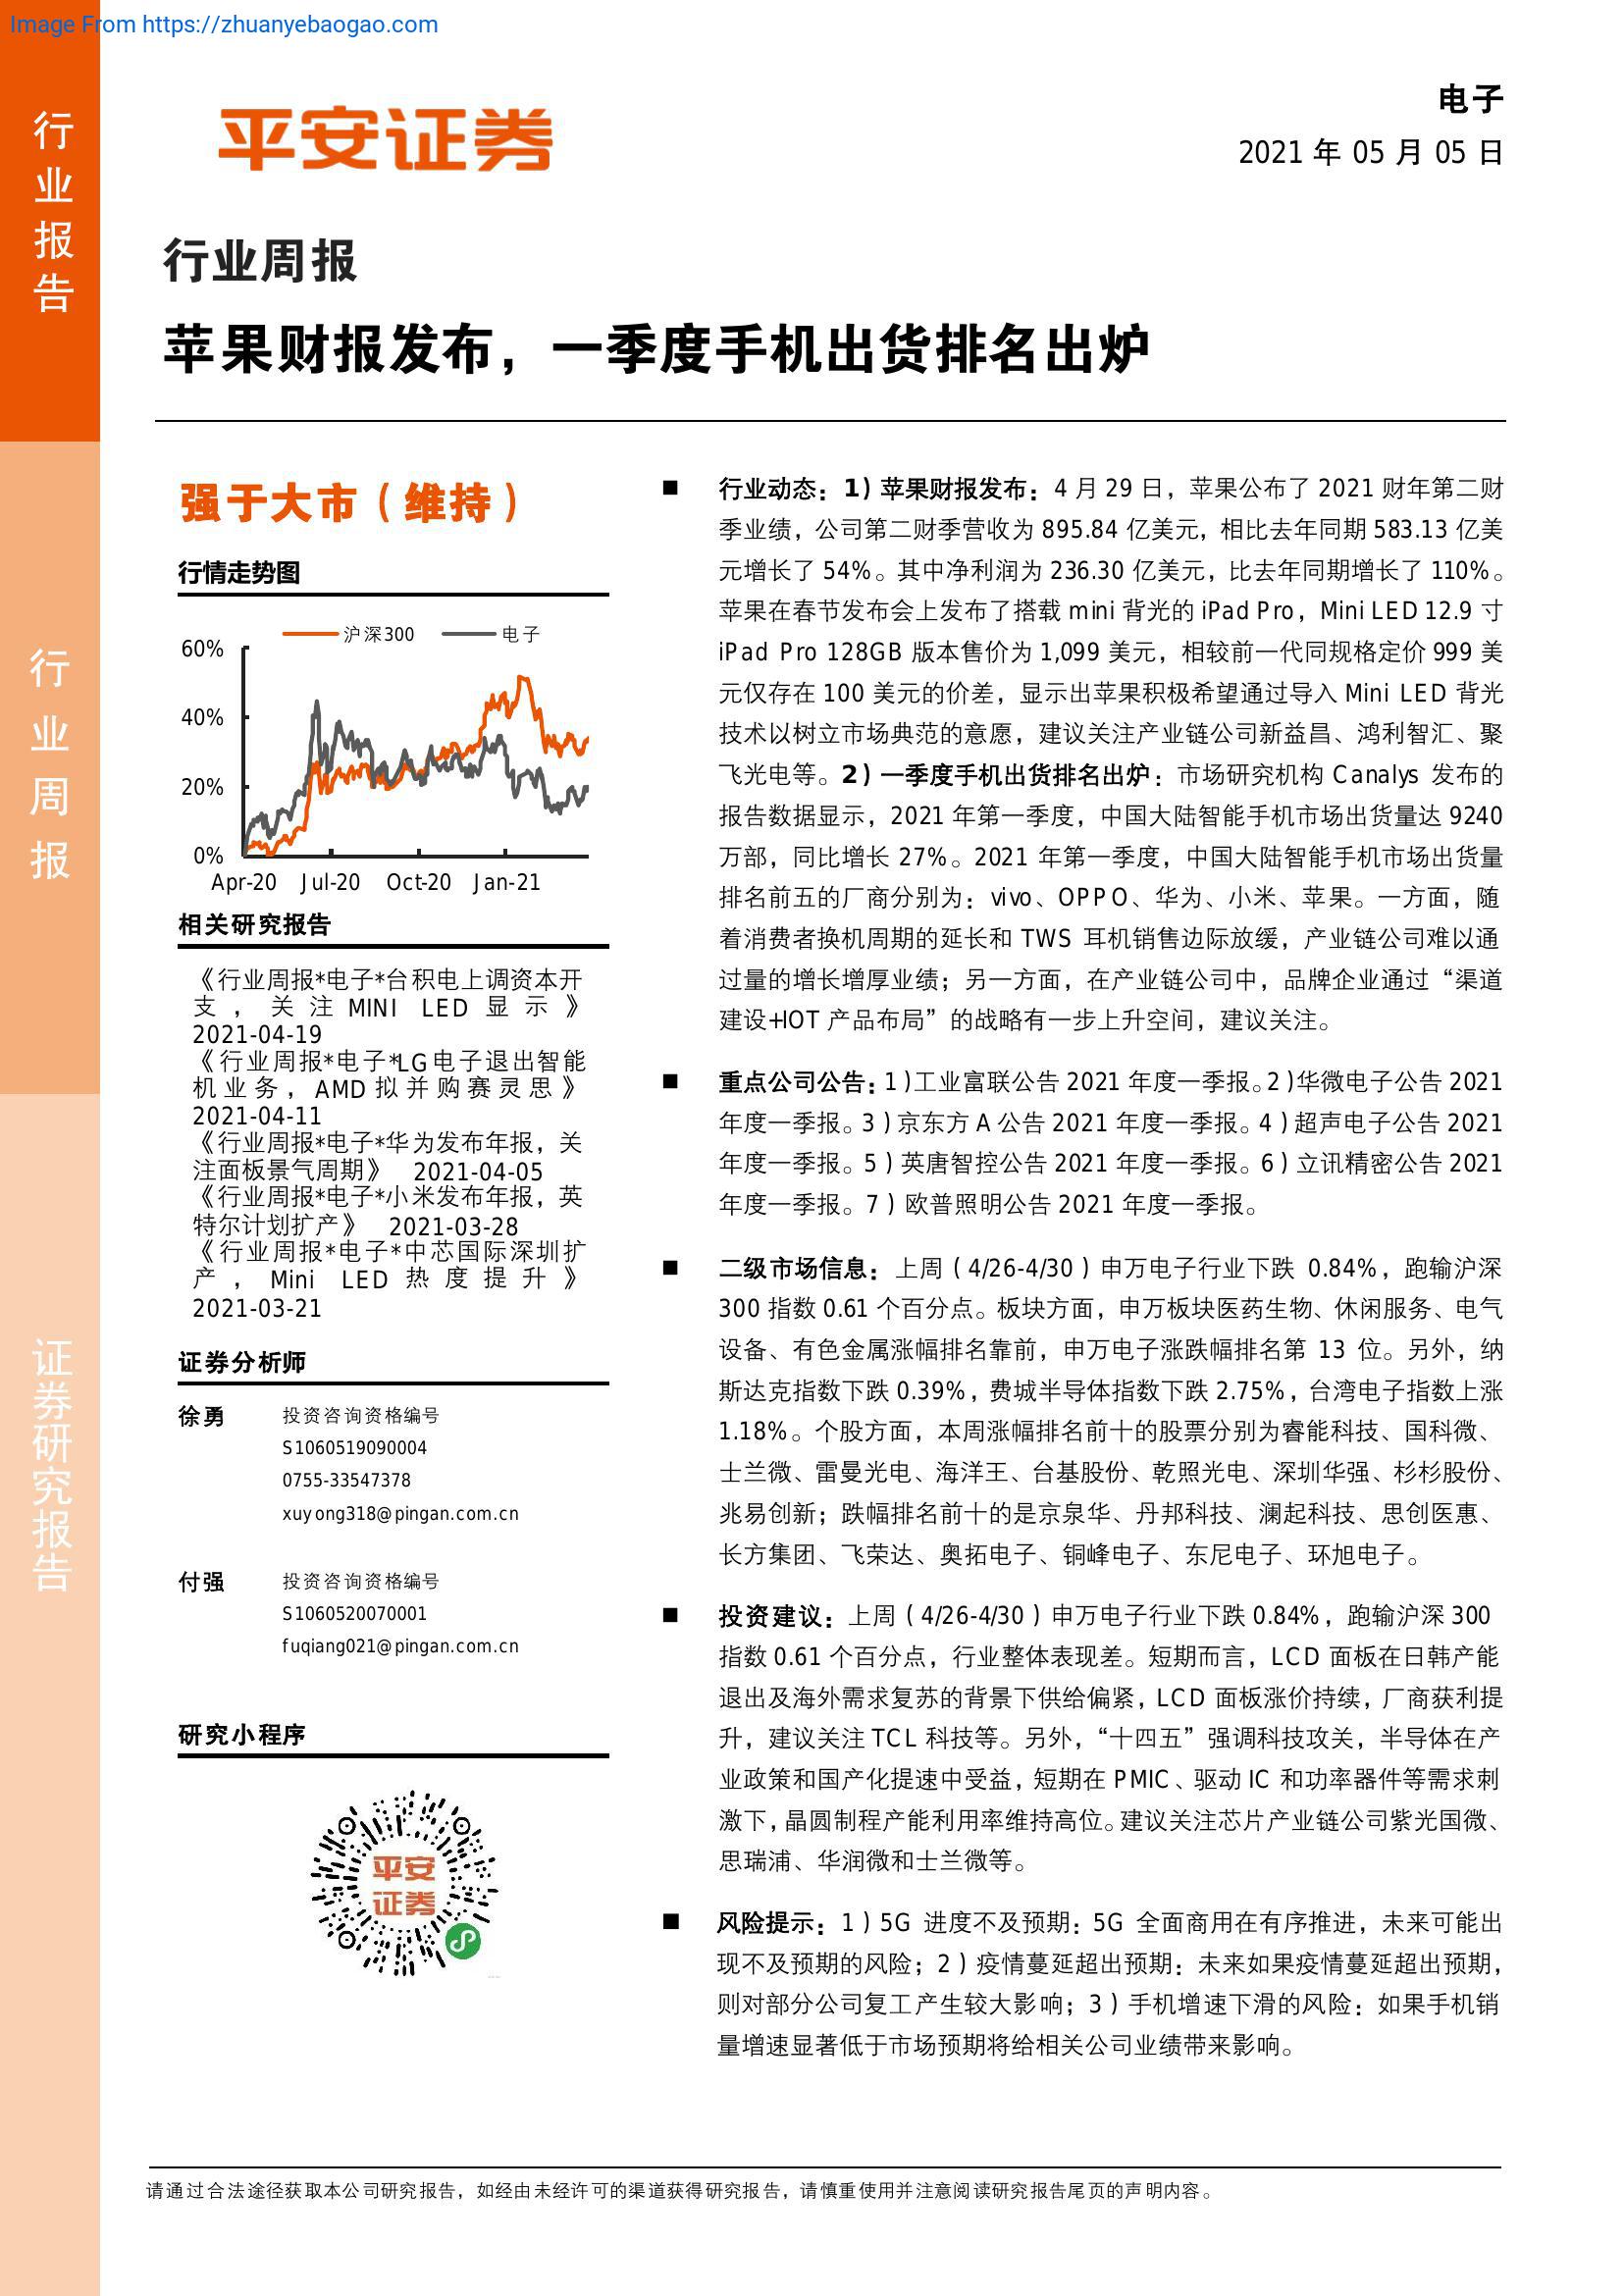 Image From https://zhuanyebaogao.com
行业报告
行业周报
证券研究报告
平安证券
电子
2021 年 05 月 05 日
行业周报
苹果财报发布，一季度手机出货排名出炉
强于大市（维持）
行情走势图
沪深300 电子
60%
40%
20%
0%
Apr-20 Jul-20 Oct-20 Jan-21
相关研究报告
《行业周报*电子*台积电上调资本开
支，关注 MINI LED 显示》
2021-04-19
《行业周报*电子*LG电子退出智能
机业务，AMD拟并购赛灵思》
2021-04-11
《行业周报*电子*华为发布年报，关
注面板景气周期》 2021-04-05
《行业周报*电子*小米发布年报，英
特尔计划扩产》 2021-03-28
《行业周报*电子*中芯国际深圳扩
产，Mini LED 热度提升》
2021-03-21
证券分析师
徐勇 投资咨询资格编号
S1060519090004
0755-33547378
xuyong318@pingan.com.cn
付强 投资咨询资格编号
S1060520070001
fuqiang021@pingan.com.cn
研究小程序
平安
证券
■ 行业动态：1) 苹果财报发布：4 月 29 日，苹果公布了 2021 财年第二财
季业绩，公司第二财季营收为 895.84 亿美元，相比去年同期 583.13 亿美
元增长了 54%。其中净利润为 236.30 亿美元，比去年同期增长了 110%。
苹果在春节发布会上发布了搭载 mini 背光的 iPad Pro，Mini LED 12.9 寸
iPad Pro 128GB 版本售价为 1,099 美元，相较前一代同规格定价 999 美
元仅存在 100 美元的价差，显示出苹果积极希望通过导入 Mini LED 背光
技术以树立市场典范的意愿，建议关注产业链公司新益昌、鸿利智汇、聚
飞光电等。2) 一季度手机出货排名出炉：市场研究机构 Canalys 发布的
报告数据显示，2021 年第一季度，中国大陆智能手机市场出货量达 9240
万部，同比增长 27%。2021 年第一季度，中国大陆智能手机市场出货量
排名前五的厂商分别为：vivo、OPPO、华为、小米、苹果。一方面，随
着消费者换机周期的延长和 TWS 耳机销售边际放缓，产业链公司难以通
过量的增长增厚业绩；另一方面，在产业链公司中，品牌企业通过“渠道
建设+IOT 产品布局”的战略有一步上升空间，建议关注。
■ 重点公司公告：1)工业富联公告 2021 年度一季报。2)华微电子公告 2021
年度一季报。3)京东方 A 公告 2021 年度一季报。4)超声电子公告 2021
年度一季报。5)英唐智控公告 2021 年度一季报。6)立讯精密公告 2021
年度一季报。7)欧普照明公告 2021 年度一季报。
■ 二级市场信息：上周（4/26-4/30）申万电子行业下跌 0.84%，跑输沪深
300 指数 0.61 个百分点。板块方面，申万板块医药生物、休闲服务、电气
设备、有色金属涨幅排名靠前，申万电子涨跌幅排名第 13 位。另外，纳
斯达克指数下跌 0.39%，费城半导体指数下跌 2.75%，台湾电子指数上涨
1.18%。个股方面，本周涨幅排名前十的股票分别为睿能科技、国科微、
士兰微、雷曼光电、海洋王、台基股份、乾照光电、深圳华强、杉杉股份、
兆易创新；跌幅排名前十的是京泉华、丹邦科技、澜起科技、思创医惠、
长方集团、飞荣达、奥拓电子、铜峰电子、东尼电子、环旭电子。
■ 投资建议：上周（4/26-4/30）申万电子行业下跌 0.84%，跑输沪深 300
指数 0.61 个百分点，行业整体表现差。短期而言，LCD 面板在日韩产能
退出及海外需求复苏的背景下供给偏紧，LCD 面板涨价持续，厂商获利提
升，建议关注 TCL 科技等。另外，“十四五”强调科技攻关，半导体在产
业政策和国产化提速中受益，短期在 PMIC、驱动 IC 和功率器件等需求刺
激下，晶圆制程产能利用率维持高位。建议关注芯片产业链公司紫光国微、
思瑞浦、华润微和士兰微等。
■ 风险提示：1）5G 进度不及预期：5G 全面商用在有序推进，未来可能出
现不及预期的风险；2）疫情蔓延超出预期：未来如果疫情蔓延超出预期，
则对部分公司复工产生较大影响；3）手机增速下滑的风险：如果手机销
量增速显著低于市场预期将给相关公司业绩带来影响。
请通过合法途径获取本公司研究报告，如经由未经许可的渠道获得研究报告，请慎重使用并注意阅读研究报告尾页的声明内容。